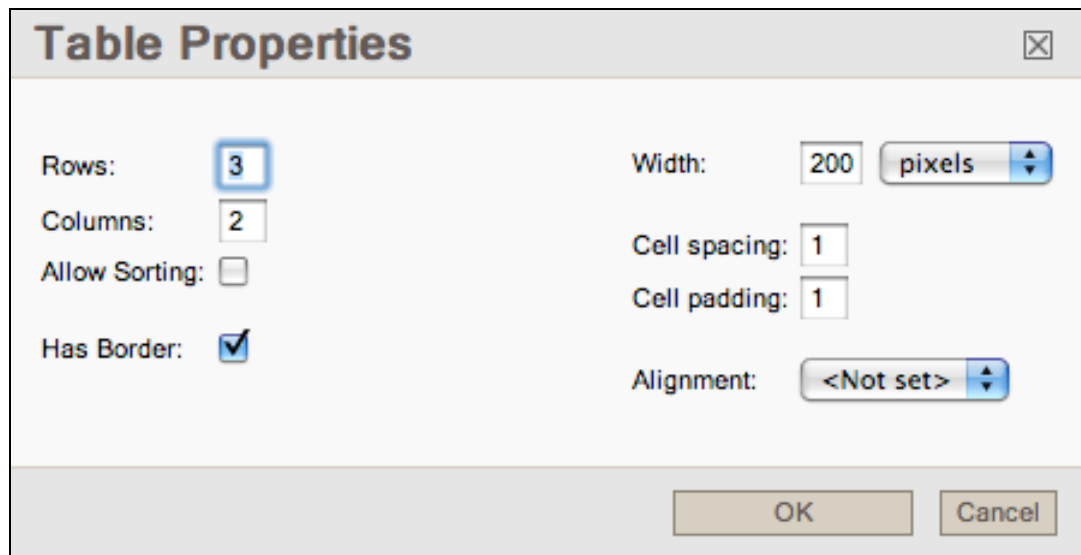 Table Properties
Rows: 3
Columns: 2
Allow Sorting:
Has Border:
Width: 200 pixels
Cell spacing: 1
Cell padding: 1
Alignment: <Not set>
OK Cancel